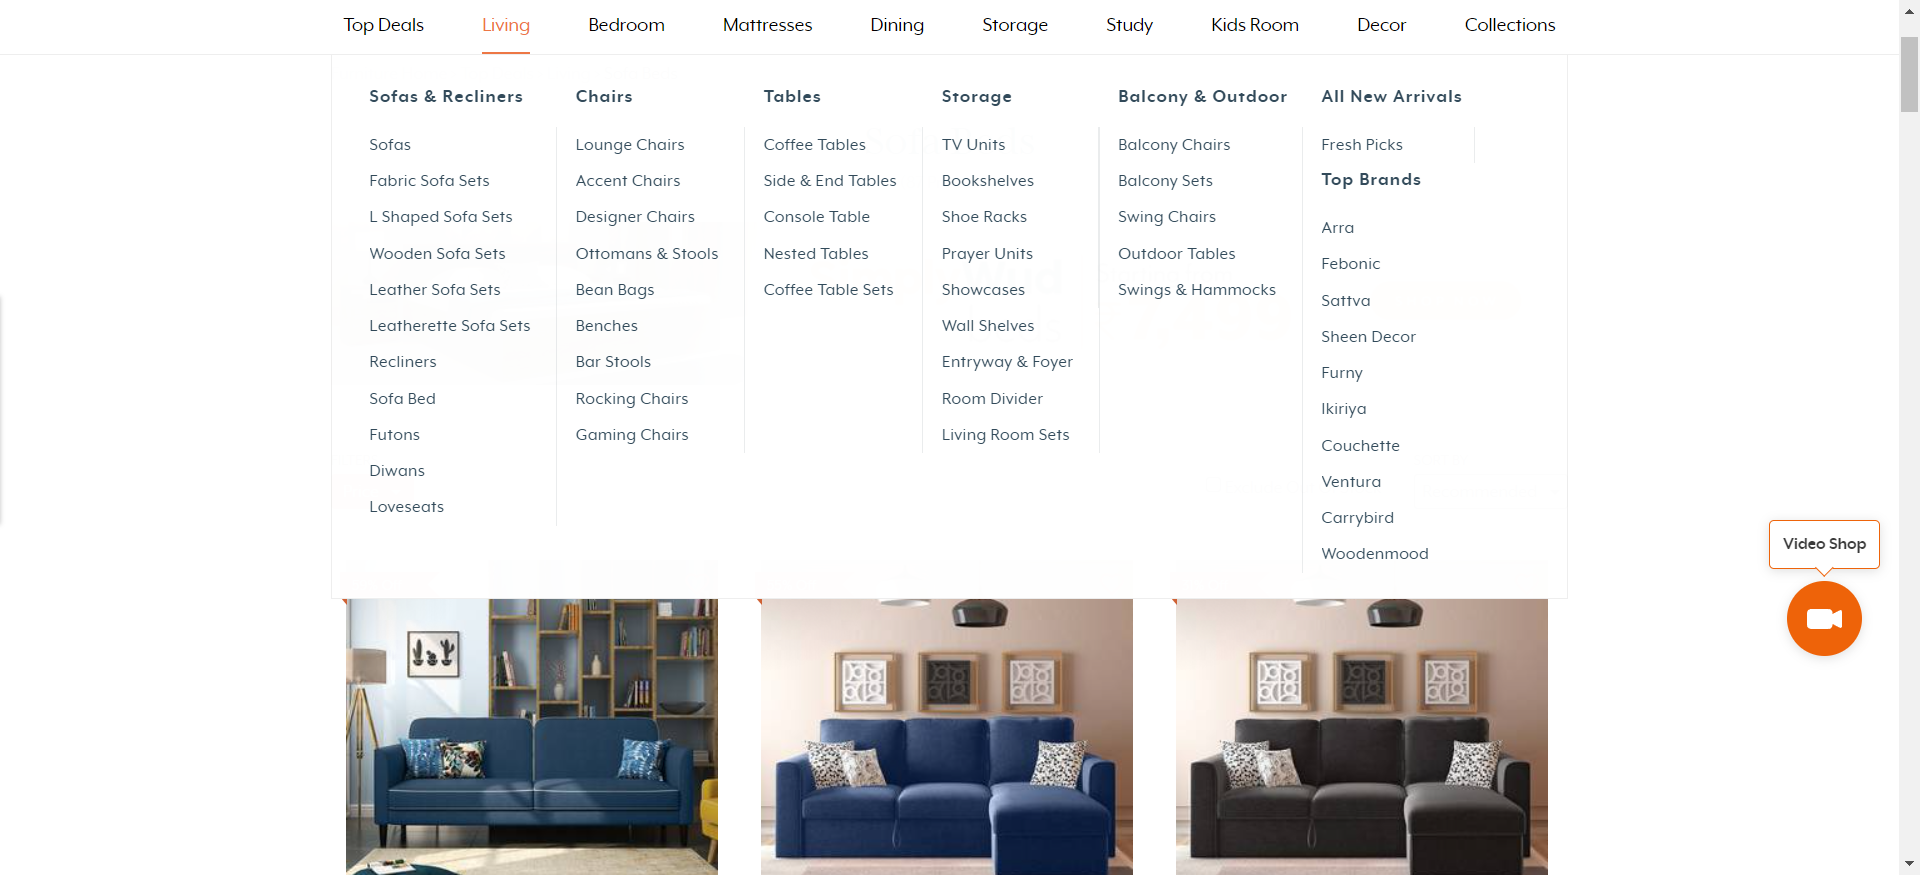 Top Deals Living Bedroom Mattresses Dining Storage Study Kids Room Decor Collections
Sofas & Recliners
Sofas
Fabric Sofa Sets
L Shaped Sofa Sets
Wooden Sofa Sets
Leather Sofa Sets
Leatherette Sofa Sets
Recliners
Sofa Bed
Futons
Diwans
Loveseats
Chairs
Lounge Chairs
Accent Chairs
Designer Chairs
Ottomans & Stools
Bean Bags
Benches
Bar Stools
Rocking Chairs
Gaming Chairs
Tables
Coffee Tables
Side & End Tables
Console Table
Nested Tables
Coffee Table Sets
Storage
TV Units
Bookshelves
Shoe Racks
Prayer Units
Showcases
Wall Shelves
Entryway & Foyer
Room Divider
Living Room Sets
Balcony & Outdoor
Balcony Chairs
Balcony Sets
Swing Chairs
Outdoor Tables
Swings & Hammocks
All New Arrivals
Fresh Picks
Top Brands
Arra
Febonic
Sattva
Sheen Decor
Furny
Ikiriya
Couchette
Ventura
Carrybird
Woodenmood
Video Shop